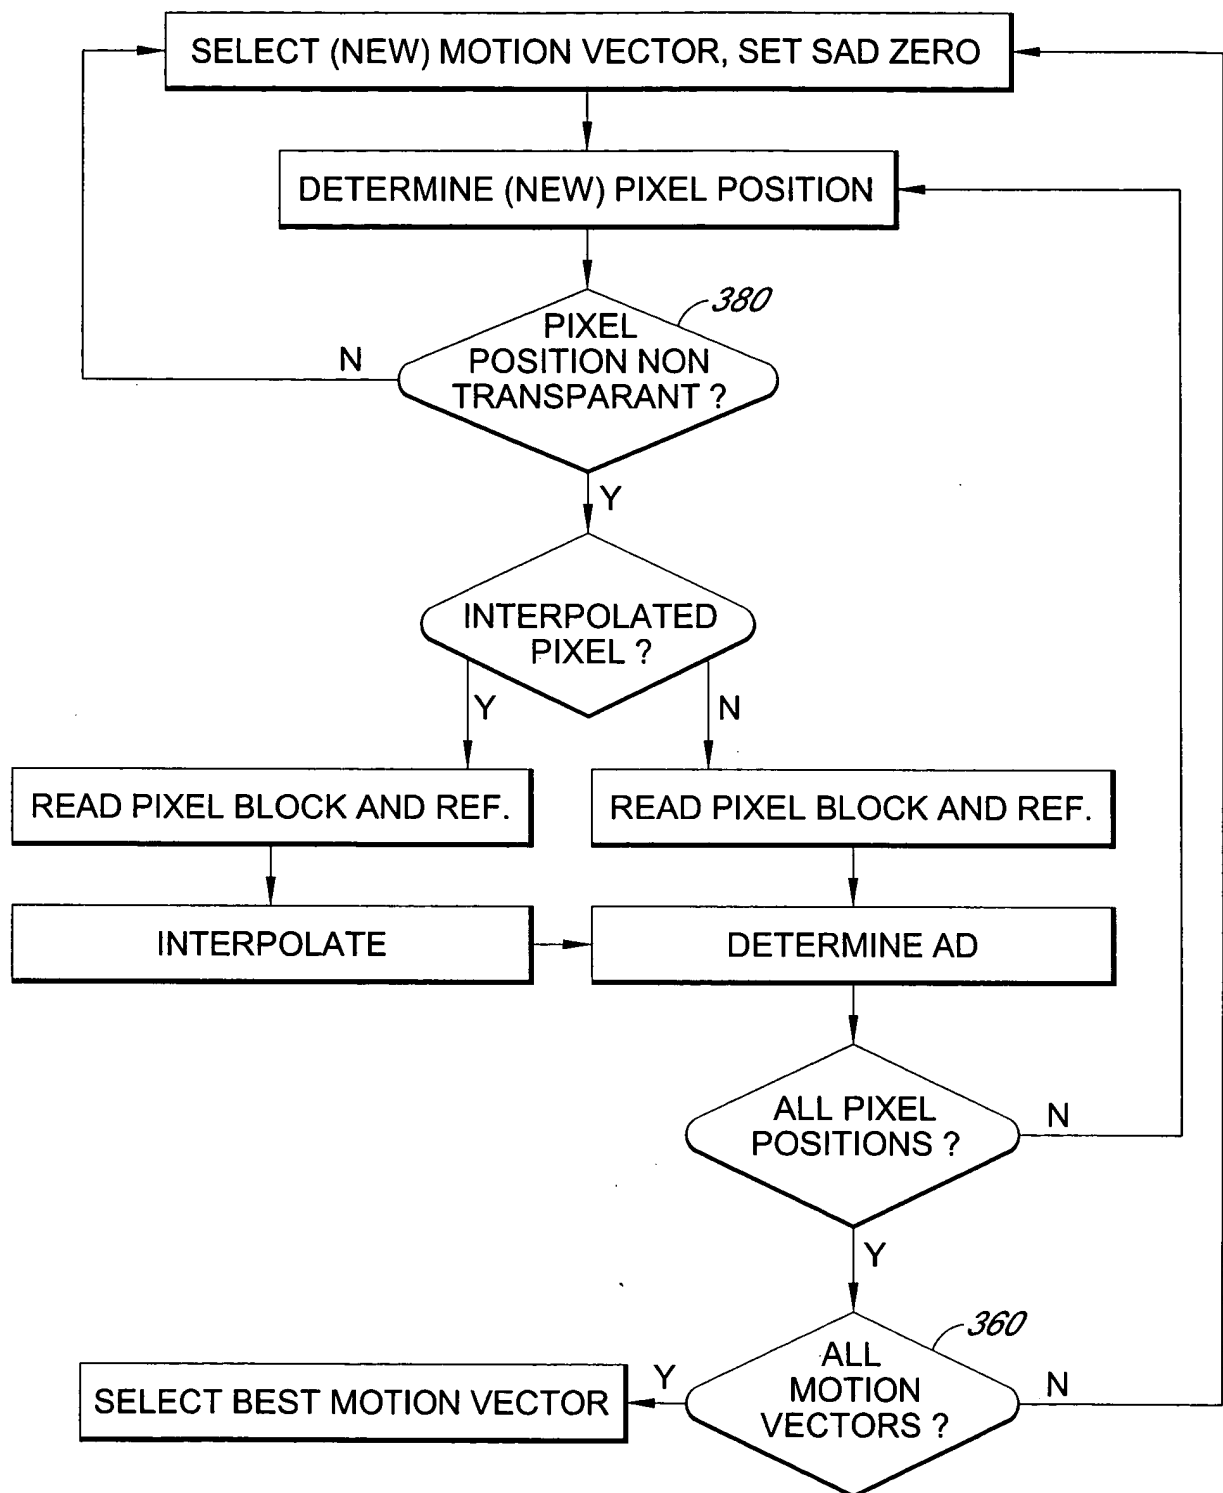 SELECT (NEW) MOTION VECTOR, SET SAD ZERO
DETERMINE (NEW) PIXEL POSITION
380
PIXEL
POSITION NON
TRANSPARANT ?
N
Y
INTERPOLATED
PIXEL ?
Y
N
READ PIXEL BLOCK AND REF.
READ PIXEL BLOCK AND REF.
INTERPOLATE
DETERMINE AD
ALL PIXEL
POSITIONS ?
N
Y
360
ALL
MOTION
VECTORS ?
Y
N
SELECT BEST MOTION VECTOR